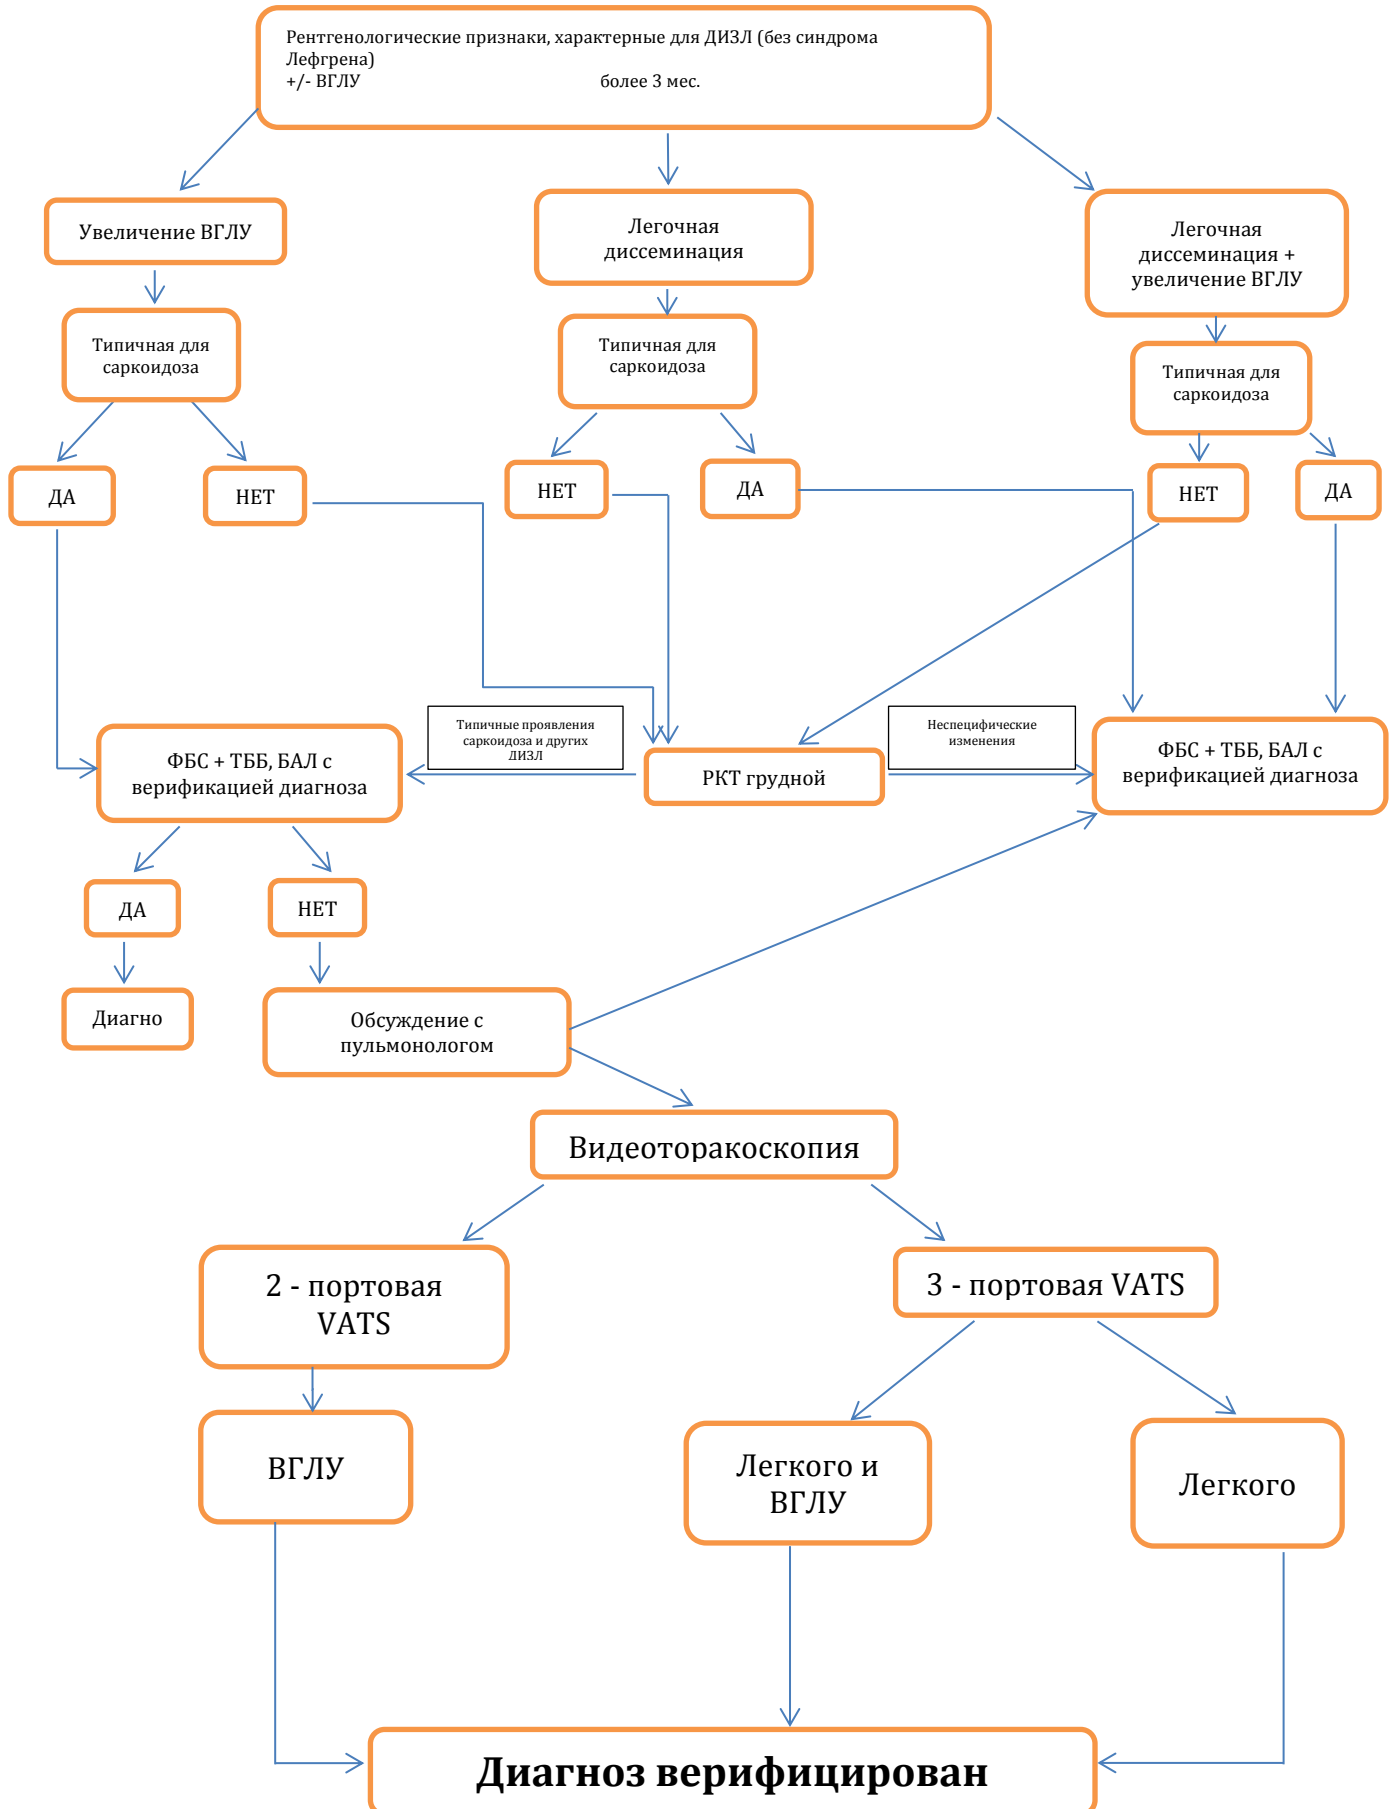 Рентгенологические признаки, характерные для ДИЗЛ (без синдрома
Лефгрена)
+/- ВГЛУ более 3 мес.
Увеличение ВГЛУ
Легочная
диссеминация
Легочная
диссеминация +
увеличение ВГЛУ
Типичная для
саркоидоза
Типичная для
саркоидоза
Типичная для
саркоидоза
ДА
НЕТ
НЕТ
ДА
НЕТ
ДА
Типичные проявления
саркоидоза и других
ДИЗЛ
Неспецифические
изменения
ФБС + ТББ, БАЛ с
верификацией диагноза
РКТ грудной
ФБС + ТББ, БАЛ с
верификацией диагноза
ДА
НЕТ
Диагно
Обсуждение с
пульмонологом
Видеоторакоскопия
2 - портовая
VATS
3 - портовая VATS
ВГЛУ
Легкого и
ВГЛУ
Легкого
Диагноз верифицирован